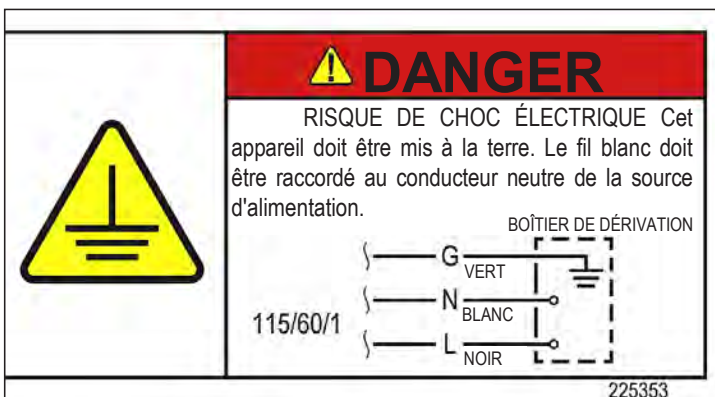 DANGER
RISQUE DE CHOC ÉLECTRIQUE Cet
appareil doit être mis à la terre. Le fil blanc doit
être raccordé au conducteur neutre de la source
d'alimentation.
BOÎTIER DE DÉRIVATION
G VERT
N BLANC
115/60/1
L NOIR
225353